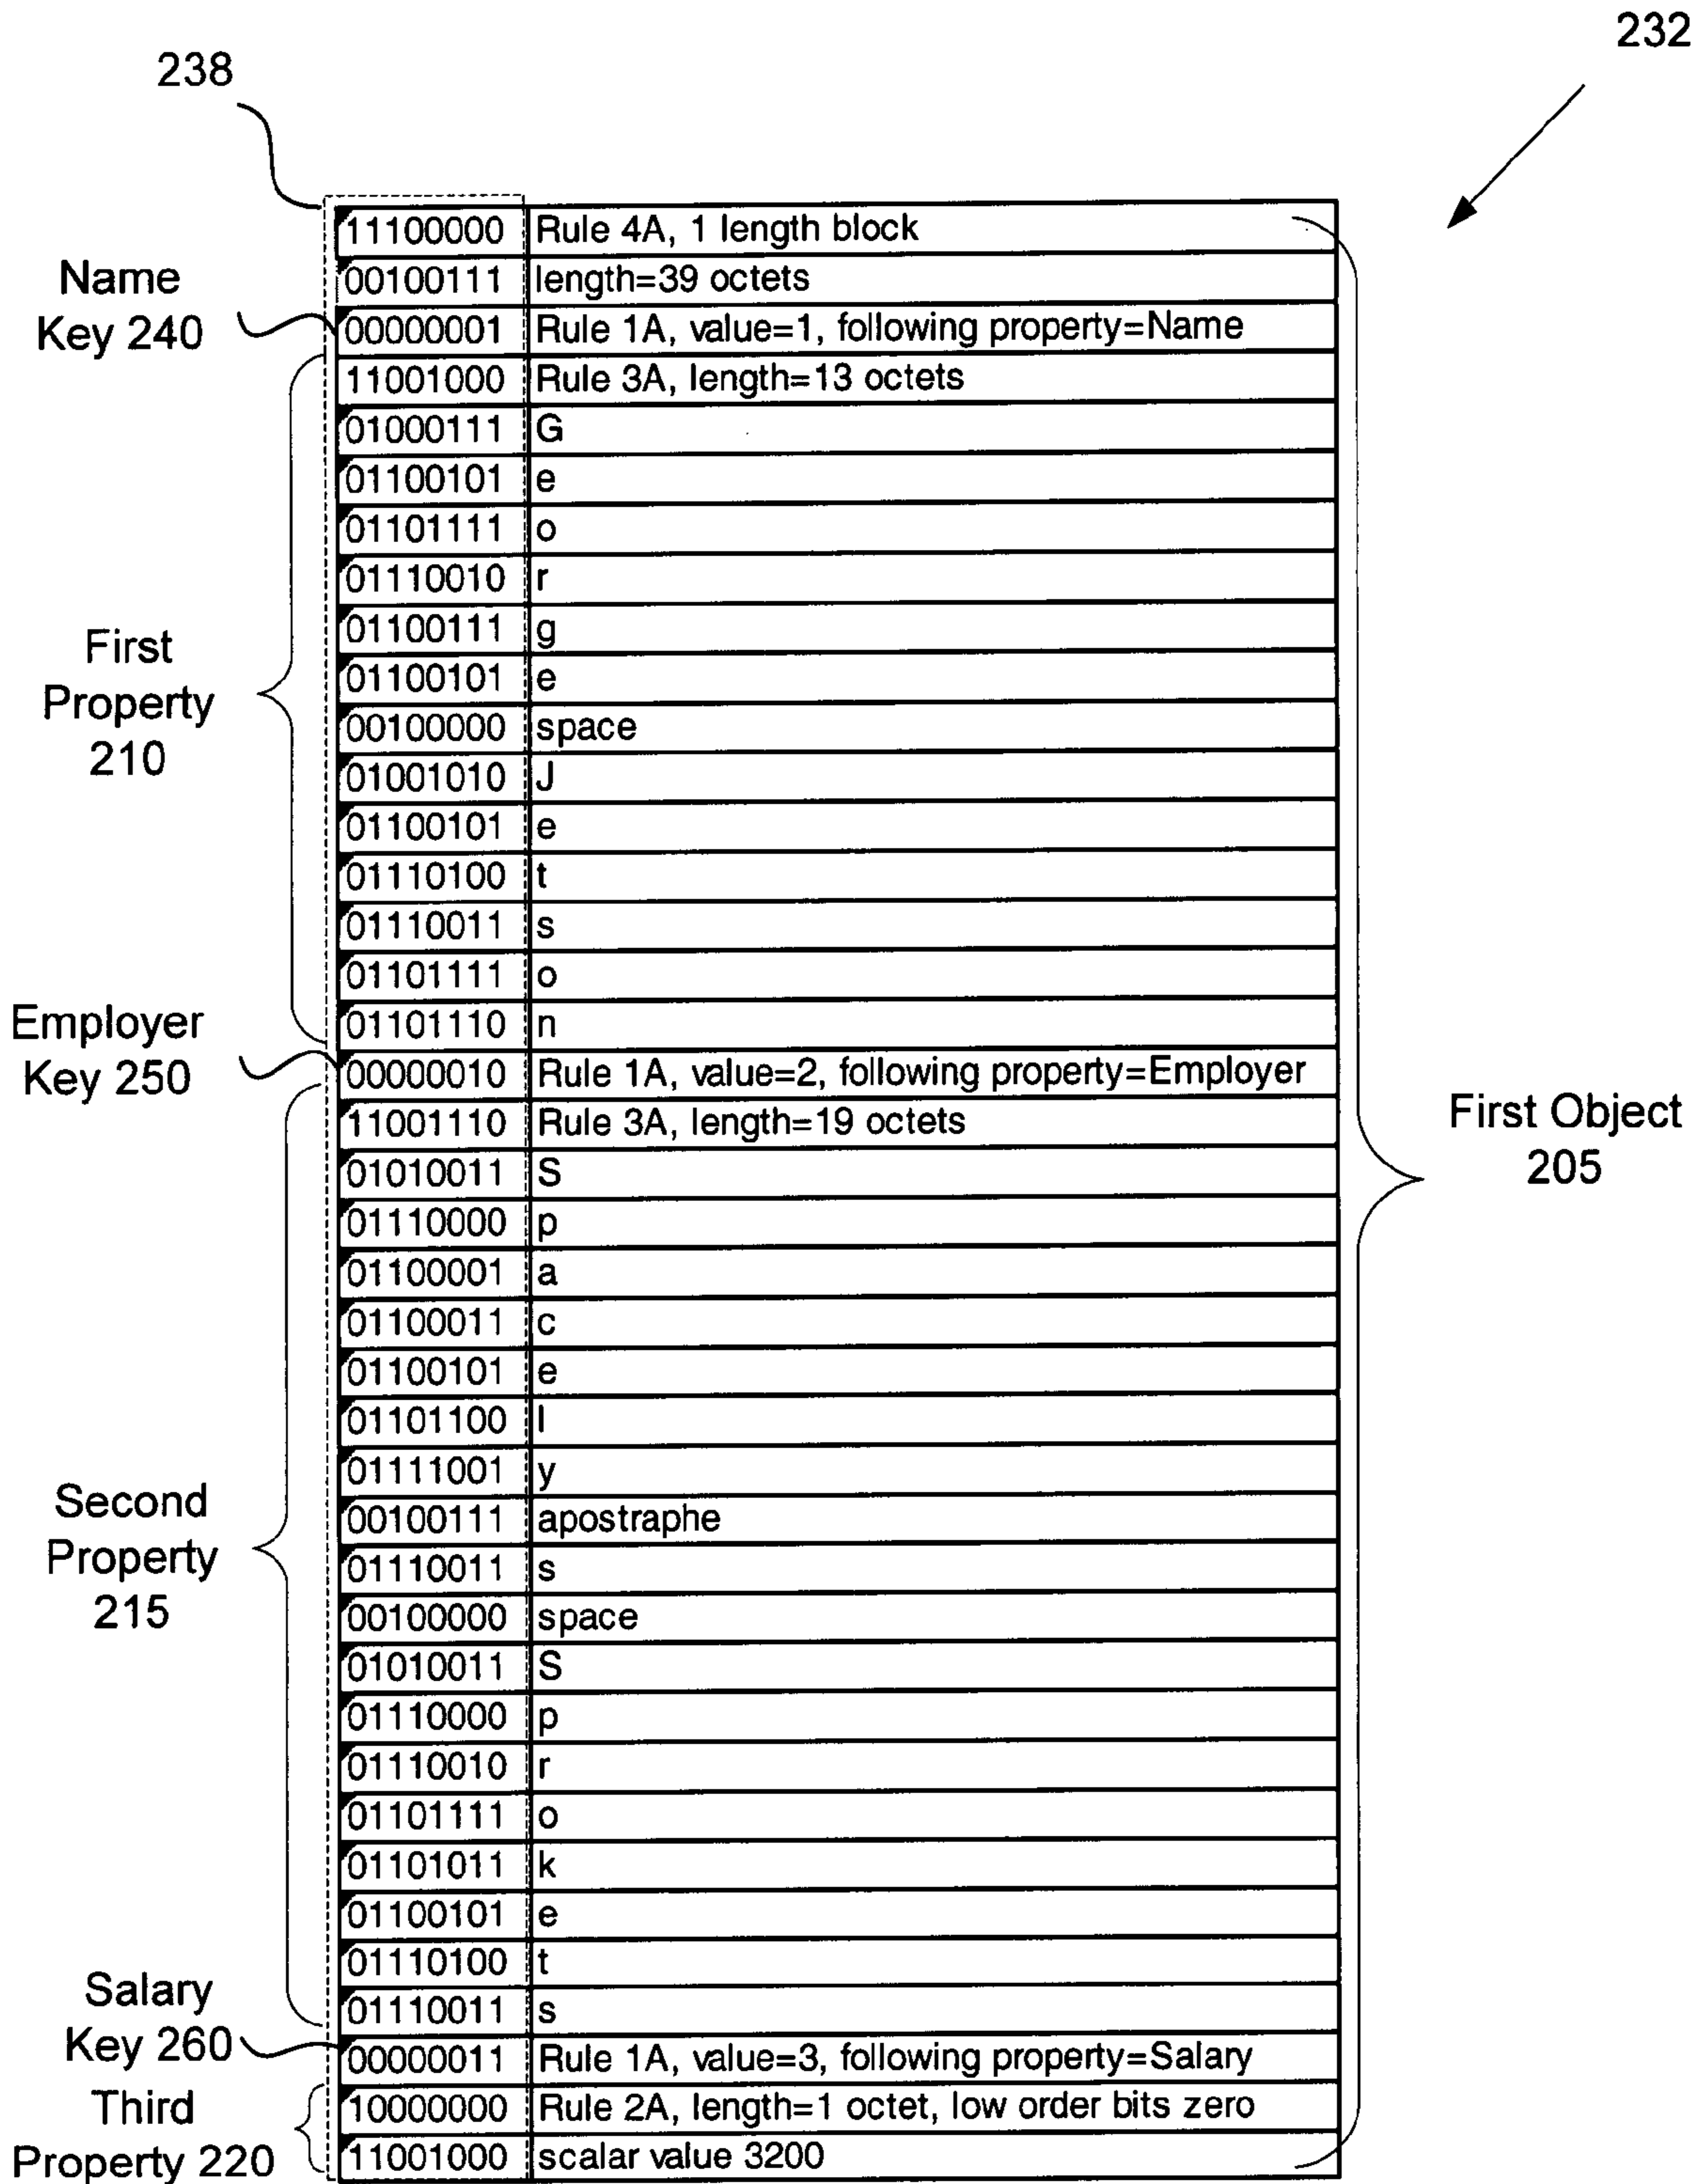 232
238
11100000 Rule 4A, 1 length block
00100111 length=39 octets
Name
Key 240
00000001 Rule 1A, value=1, following property=Name
11001000 Rule 3A, length=13 octets
01000111 G
01100101 e
01101111 o
01110010 r
01100111 g
01100101 e
First
Property
210
00100000 space
01001010 J
01100101 e
01110100 t
01110011 s
01101111 o
01101110 n
Employer
Key 250
00000010 Rule 1A, value=2, following property=Employer
11001110 Rule 3A, length=19 octets
First Object
205
01010011 S
01110000 p
01100001 a
01100011 c
01100101 e
01101100 l
01111001 y
Second
Property
215
00100111 apostraphe
01110011 s
00100000 space
01010011 S
01110000 p
01110010 r
01101111 o
01101011 k
01100101 e
01110100 t
01110011 s
Salary
Key 260
00000011 Rule 1A, value=3, following property=Salary
Third
Property 220
10000000 Rule 2A, length=1 octet, low order bits zero
11001000 scalar value 3200